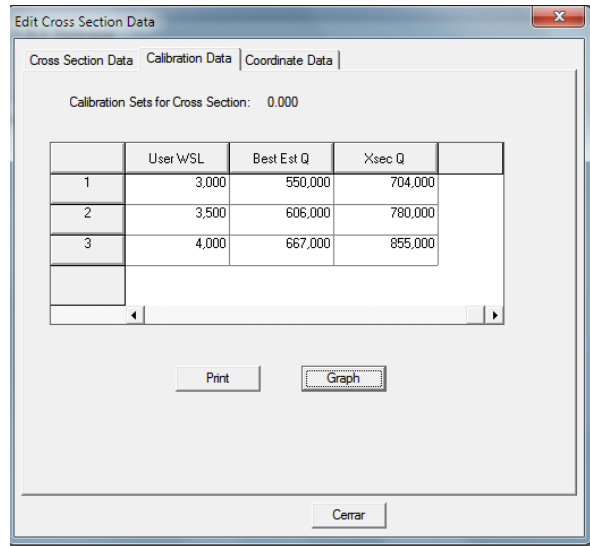 Edit Cross Section Data
Cross Section Data Calibration Data Coordinate Data
Calibration Sets for Cross Section: 0.000
User WSL Best Est Q Xsec Q
1 3,000 550,000 704,000
2 3,500 606,000 780,000
3 4,000 667,000 855,000
Print Graph
Cerrar